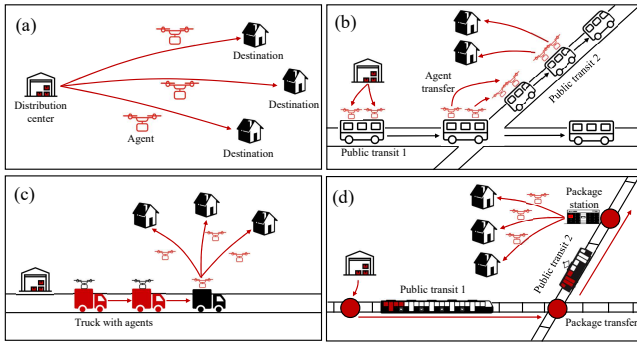 (a)
Destination
Distribution
center
Destination
Agent
Destination
(b)
Agent
transfer
Public transit 2
Public transit 1
(c)
Truck with agents
(d)
Package
station
Public transit 1
Public transit 2
Package transfer